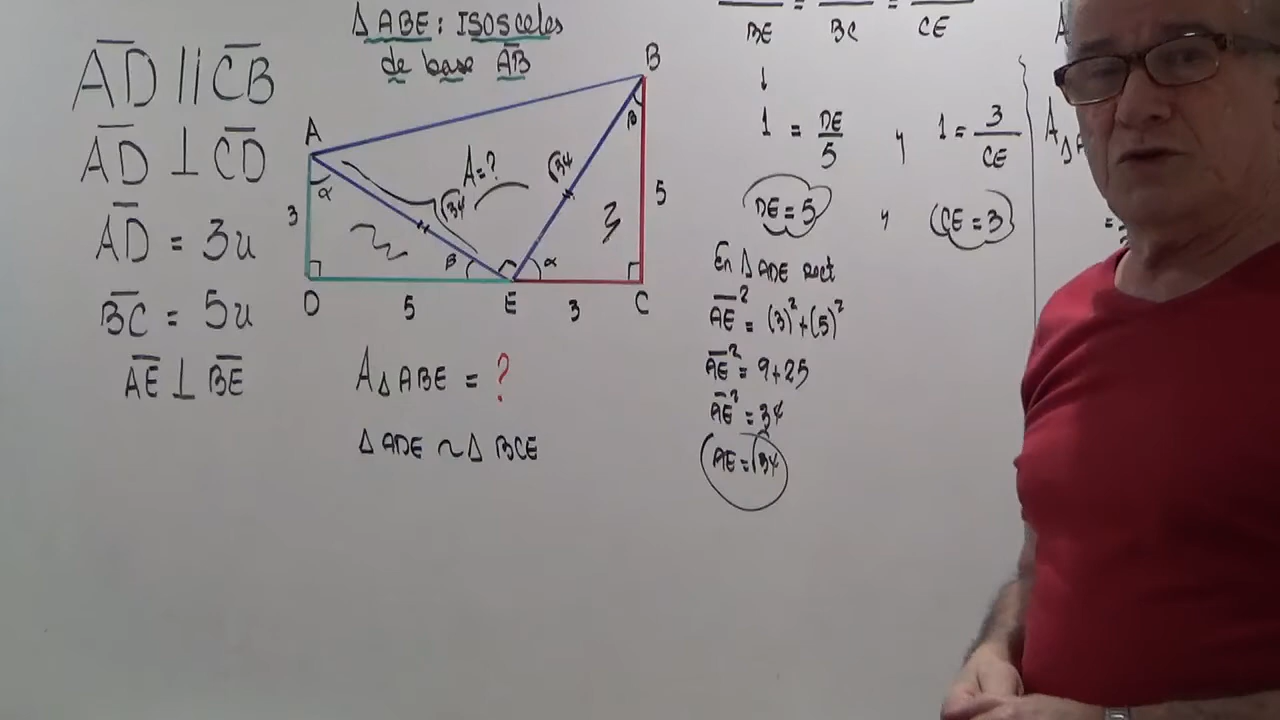 AD || CB
AD ⊥ CD
AD = 3u
BC = 5u
AE ⊥ BE
Δ ABE : ISOSCELES
de base AB
A
B
α
β
A=?
√34
√34
3
5
β
α
D
E
C
5
3
A Δ ABE = ?
Δ ADE ~ Δ BCE
BE = BC = CE
↓
1 = DE/5 y 1 = 3/CE
DE = 5 y CE = 3
En Δ ADE rect
AE² = (3)² + (5)²
AE² = 9+25
AE² = 34
AE = √34